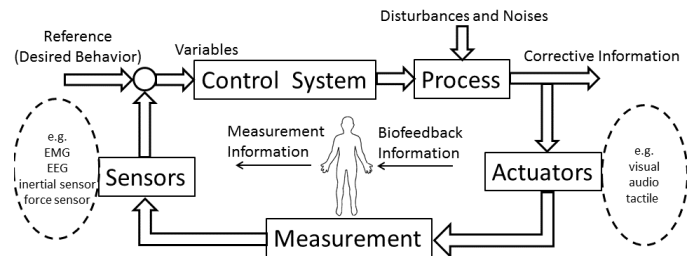 Disturbances and Noises
Reference
(Desired Behavior)
Variables
Corrective Information
Control System
Process
Measurement
Information
Biofeedback
Information
e.g.
EMG
EEG
inertial sensor
force sensor
Sensors
Actuators
e.g.
visual
audio
tactile
Measurement